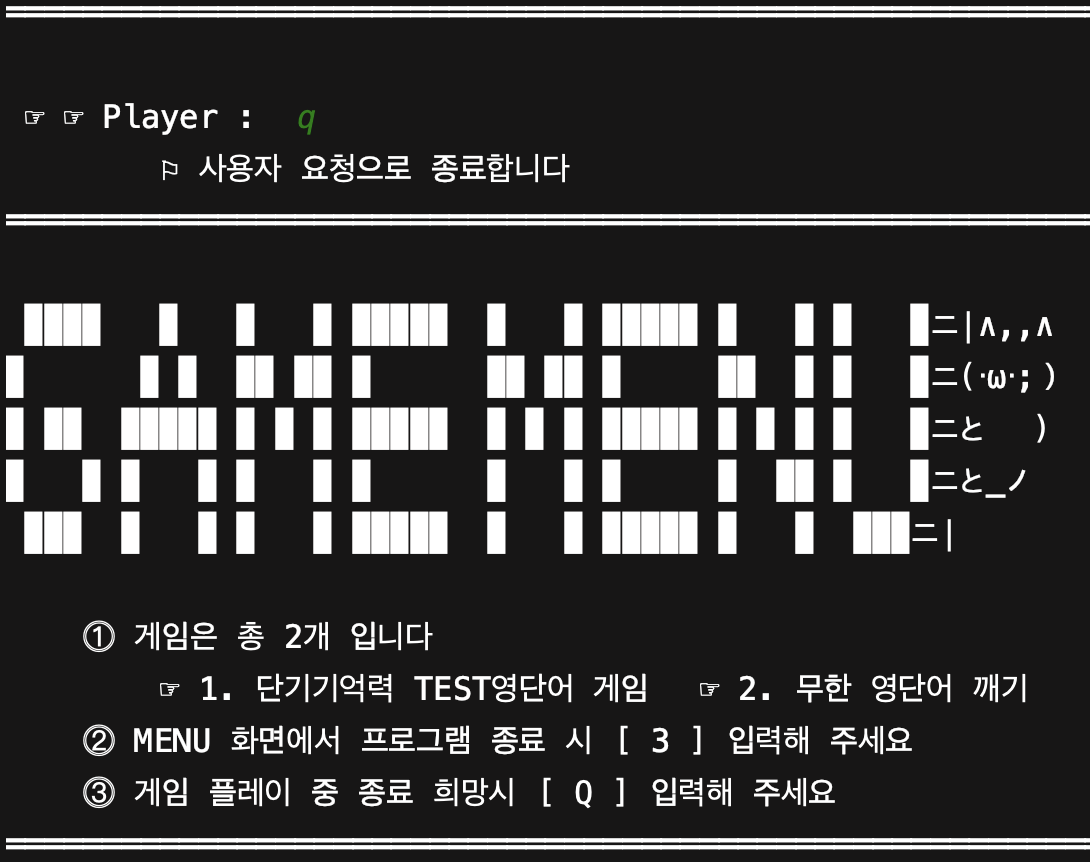 ☞ ☞ Player : q
⚐ 사용자 요청으로 종료합니다
GAME MENU
ニ|∧,,∧
ニ(·ω·; )
ニと   )
ニと_ノ
ニ|
① 게임은 총 2개 입니다
☞ 1. 단기기억력 TEST영단어 게임 ☞ 2. 무한 영단어 깨기
② MENU 화면에서 프로그램 종료 시 [ 3 ] 입력해 주세요
③ 게임 플레이 중 종료 희망시 [ Q ] 입력해 주세요